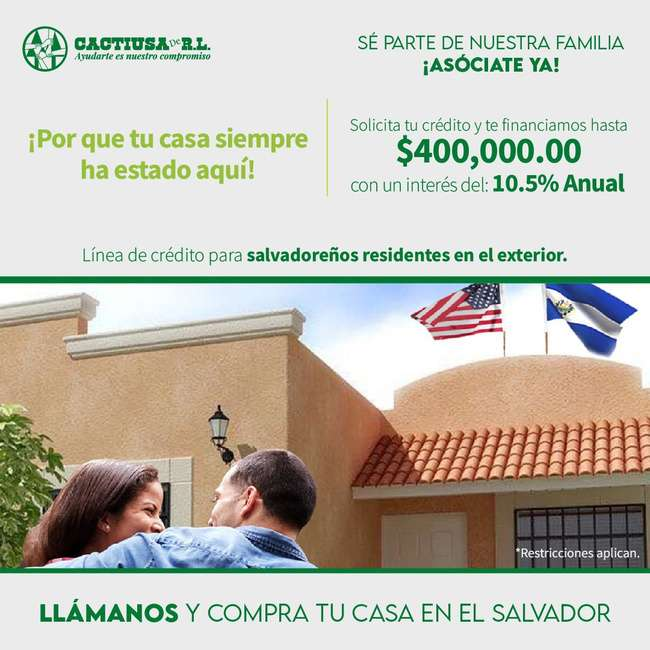 CACTIUSA De R.L.
Ayudarte es nuestro compromiso
SÉ PARTE DE NUESTRA FAMILIA
¡ASÓCIATE YA!
¡Por que tu casa siempre
ha estado aquí!
Solicita tu crédito y te financiamos hasta
$400,000.00
con un interés del: 10.5% Anual
Línea de crédito para salvadoreños residentes en el exterior.
*Restricciones aplican.
LLÁMANOS Y COMPRA TU CASA EN EL SALVADOR